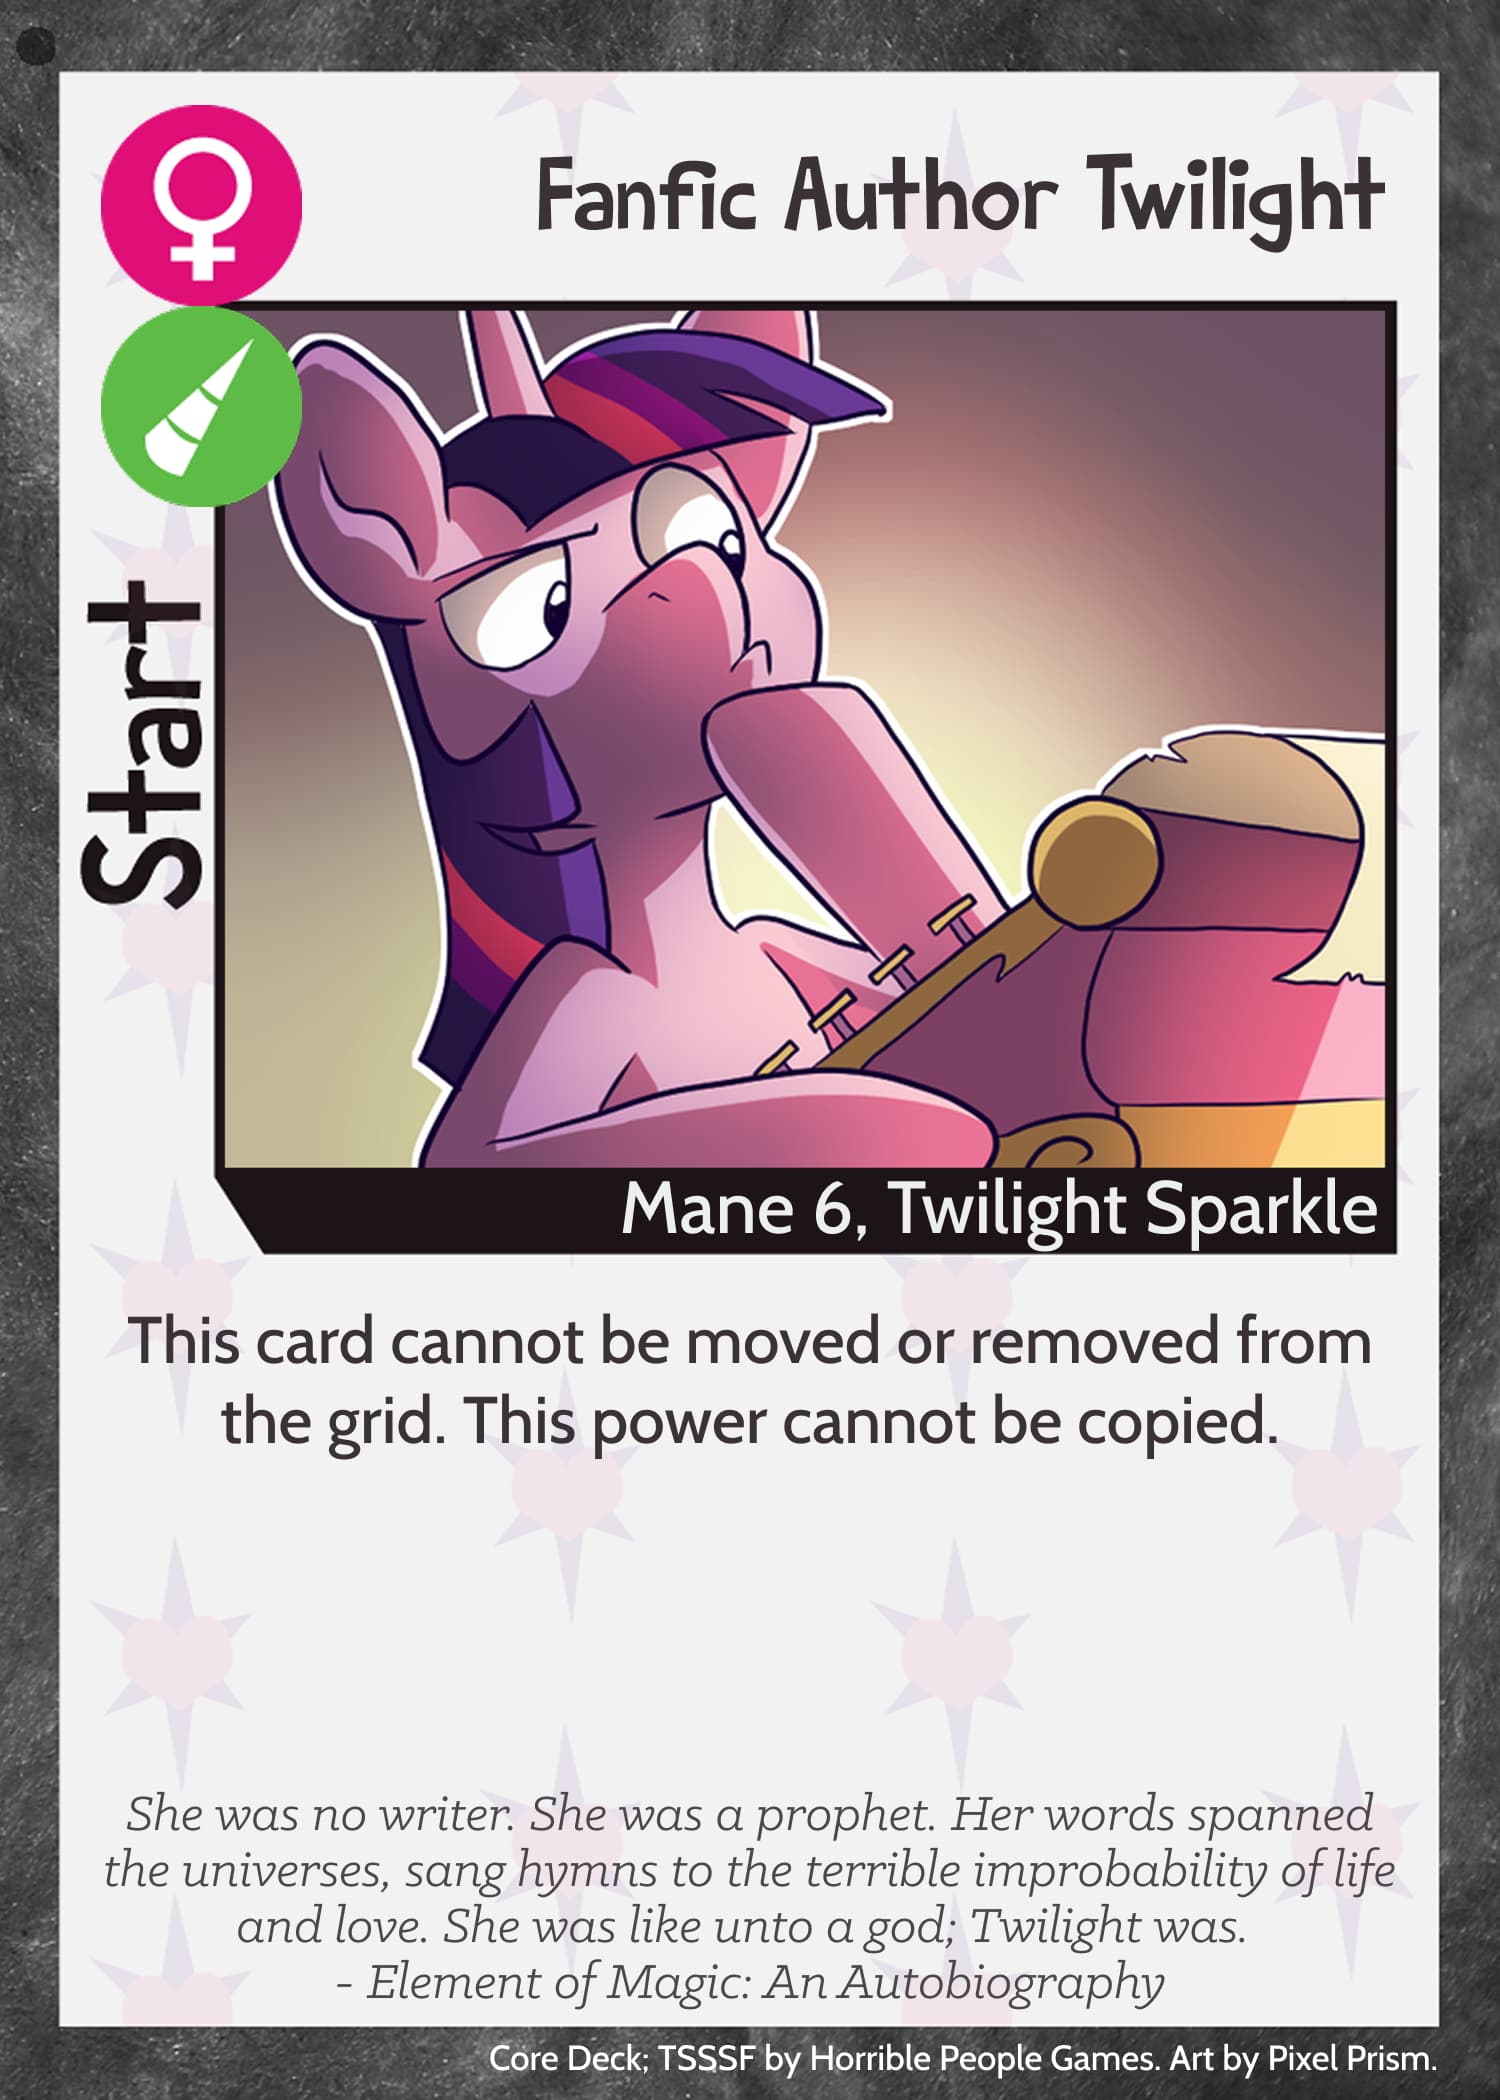 Fanfic Author Twilight
Start
Mane 6, Twilight Sparkle
This card cannot be moved or removed from
the grid. This power cannot be copied.
She was no writer. She was a prophet. Her words spanned
the universes, sang hymns to the terrible improbability of life
and love. She was like unto a god; Twilight was.
- Element of Magic: An Autobiography
Core Deck; TSSSF by Horrible People Games. Art by Pixel Prism.